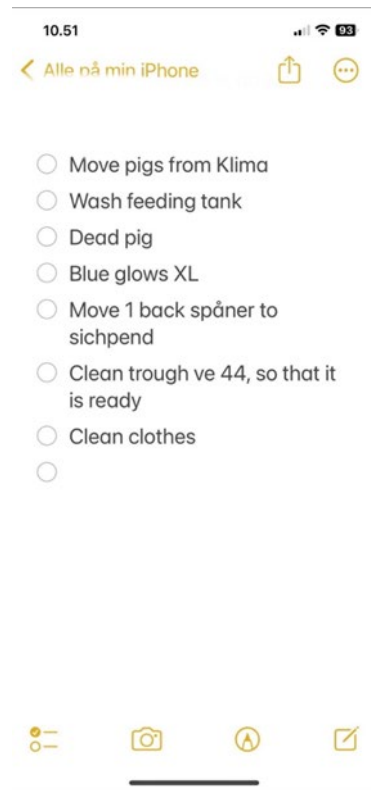 10.51
93
Alle på min iPhone
Move pigs from Klima
Wash feeding tank
Dead pig
Blue glows XL
Move 1 back spåner to
sichpend
Clean trough ve 44, so that it
is ready
Clean clothes